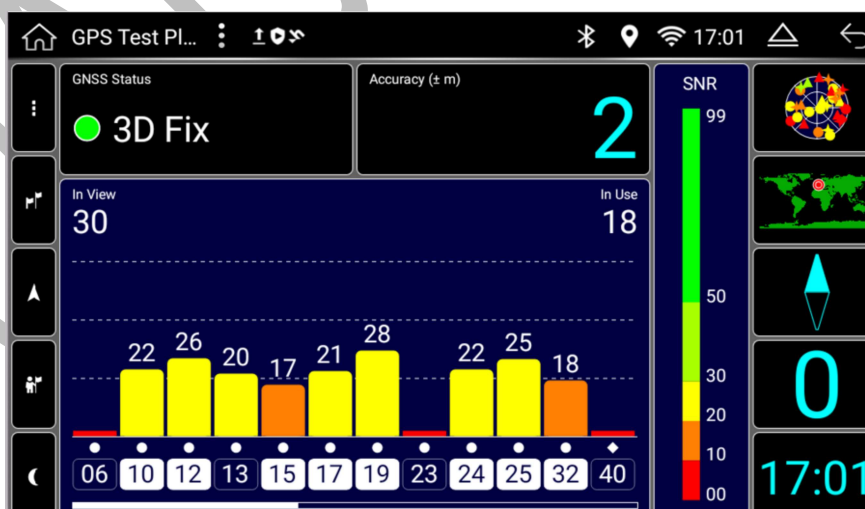 GPS Test Pl... 17:01
GNSS Status
3D Fix
Accuracy (± m)
2
In View
30
In Use
18
22 26 20 17 21 28 22 25 18
06 10 12 13 15 17 19 23 24 25 32 40
SNR
99
50
30
20
10
00
0
17:01